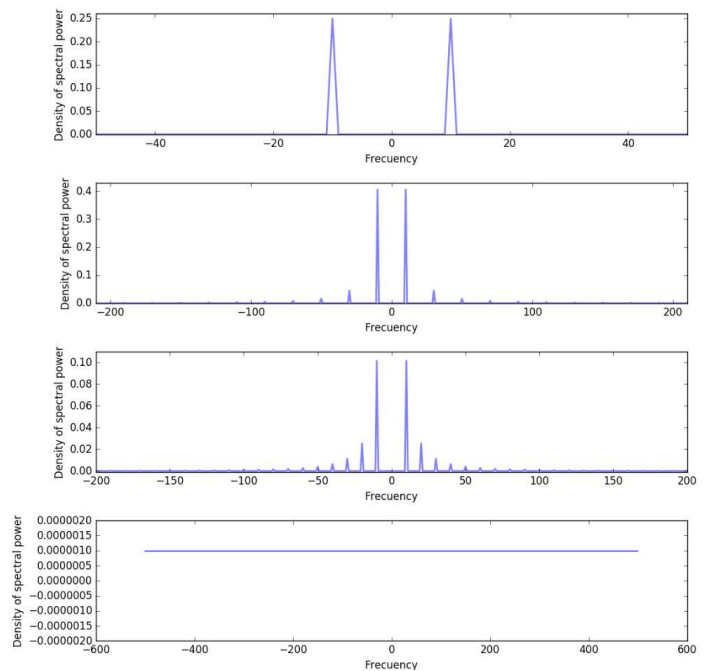 Density of spectral power
0.25
0.20
0.15
0.10
0.05
0.00
−40 −20 0 20 40
Frecuency
Density of spectral power
0.4
0.3
0.2
0.1
0.0
−200 −100 0 100 200
Frecuency
Density of spectral power
0.10
0.08
0.06
0.04
0.02
0.00
−200 −150 −100 −50 0 50 100 150 200
Frecuency
Density of spectral power
0.0000020
0.0000015
0.0000010
0.0000005
0.0000000
−0.0000005
−0.0000010
−0.0000015
−0.0000020
−600 −400 −200 0 200 400 600
Frecuency